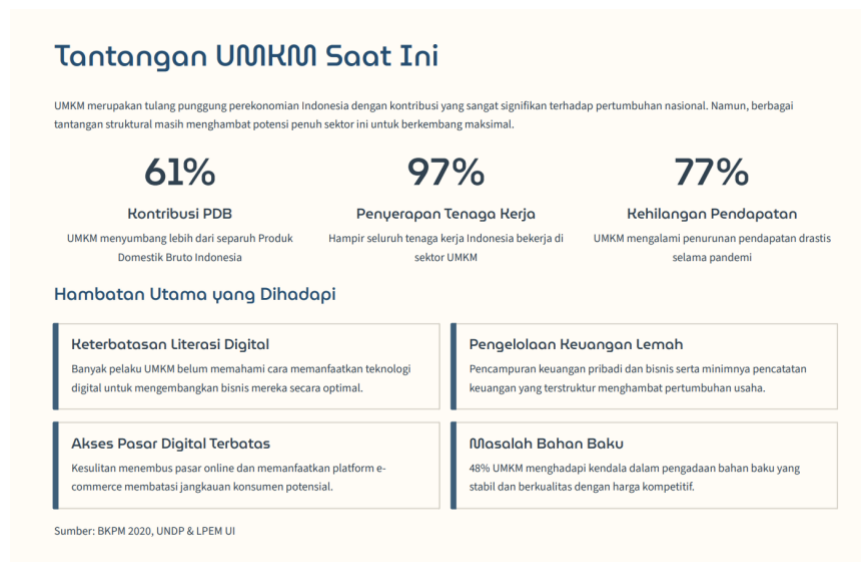 Tantangan UMKM Saat Ini
UMKM merupakan tulang punggung perekonomian Indonesia dengan kontribusi yang sangat signifikan terhadap pertumbuhan nasional. Namun, berbagai
tantangan struktural masih menghambat potensi penuh sektor ini untuk berkembang maksimal.
61%
Kontribusi PDB
UMKM menyumbang lebih dari separuh Produk
Domestik Bruto Indonesia
97%
Penyerapan Tenaga Kerja
Hampir seluruh tenaga kerja Indonesia bekerja di
sektor UMKM
77%
Kehilangan Pendapatan
UMKM mengalami penurunan pendapatan drastis
selama pandemi
Hambatan Utama yang Dihadapi
Keterbatasan Literasi Digital
Banyak pelaku UMKM belum memahami cara memanfaatkan teknologi
digital untuk mengembangkan bisnis mereka secara optimal.
Pengelolaan Keuangan Lemah
Pencampuran keuangan pribadi dan bisnis serta minimnya pencatatan
keuangan yang terstruktur menghambat pertumbuhan usaha.
Akses Pasar Digital Terbatas
Kesulitan menembus pasar online dan memanfaatkan platform e-
commerce membatasi jangkauan konsumen potensial.
Masalah Bahan Baku
48% UMKM menghadapi kendala dalam pengadaan bahan baku yang
stabil dan berkualitas dengan harga kompetitif.
Sumber: BKPM 2020, UNDP & LPEM UI